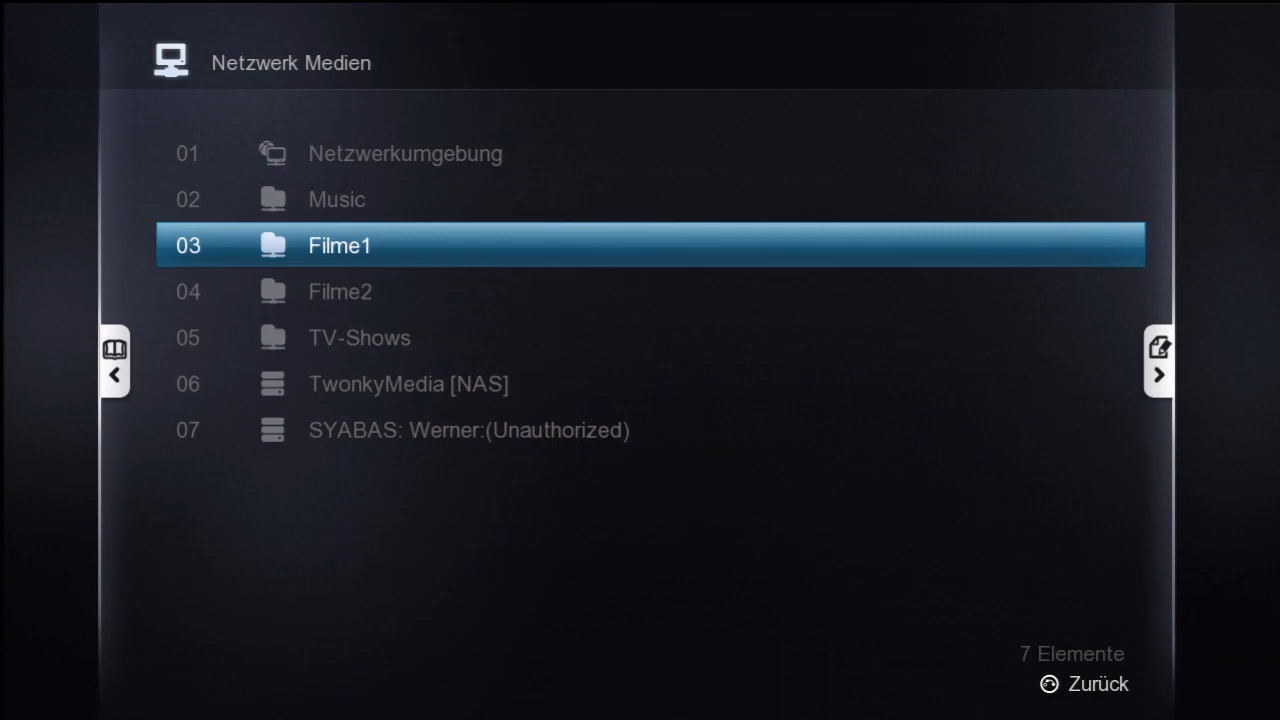 Netzwerk Medien
01 Netzwerkumgebung
02 Music
03 Filme1
04 Filme2
05 TV-Shows
06 TwonkyMedia [NAS]
07 SYABAS: Werner:(Unauthorized)
7 Elemente
Zurück